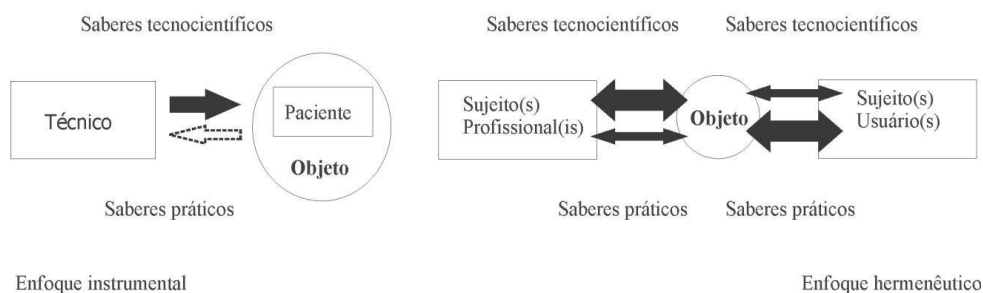 Saberes tecnocientíficos
Saberes tecnocientíficos
Saberes tecnocientíficos
Técnico
Paciente
Objeto
Sujeito(s)
Profissional(is)
Objeto
Sujeito(s)
Usuário(s)
Saberes práticos
Saberes práticos
Saberes práticos
Enfoque instrumental
Enfoque hermenêutico